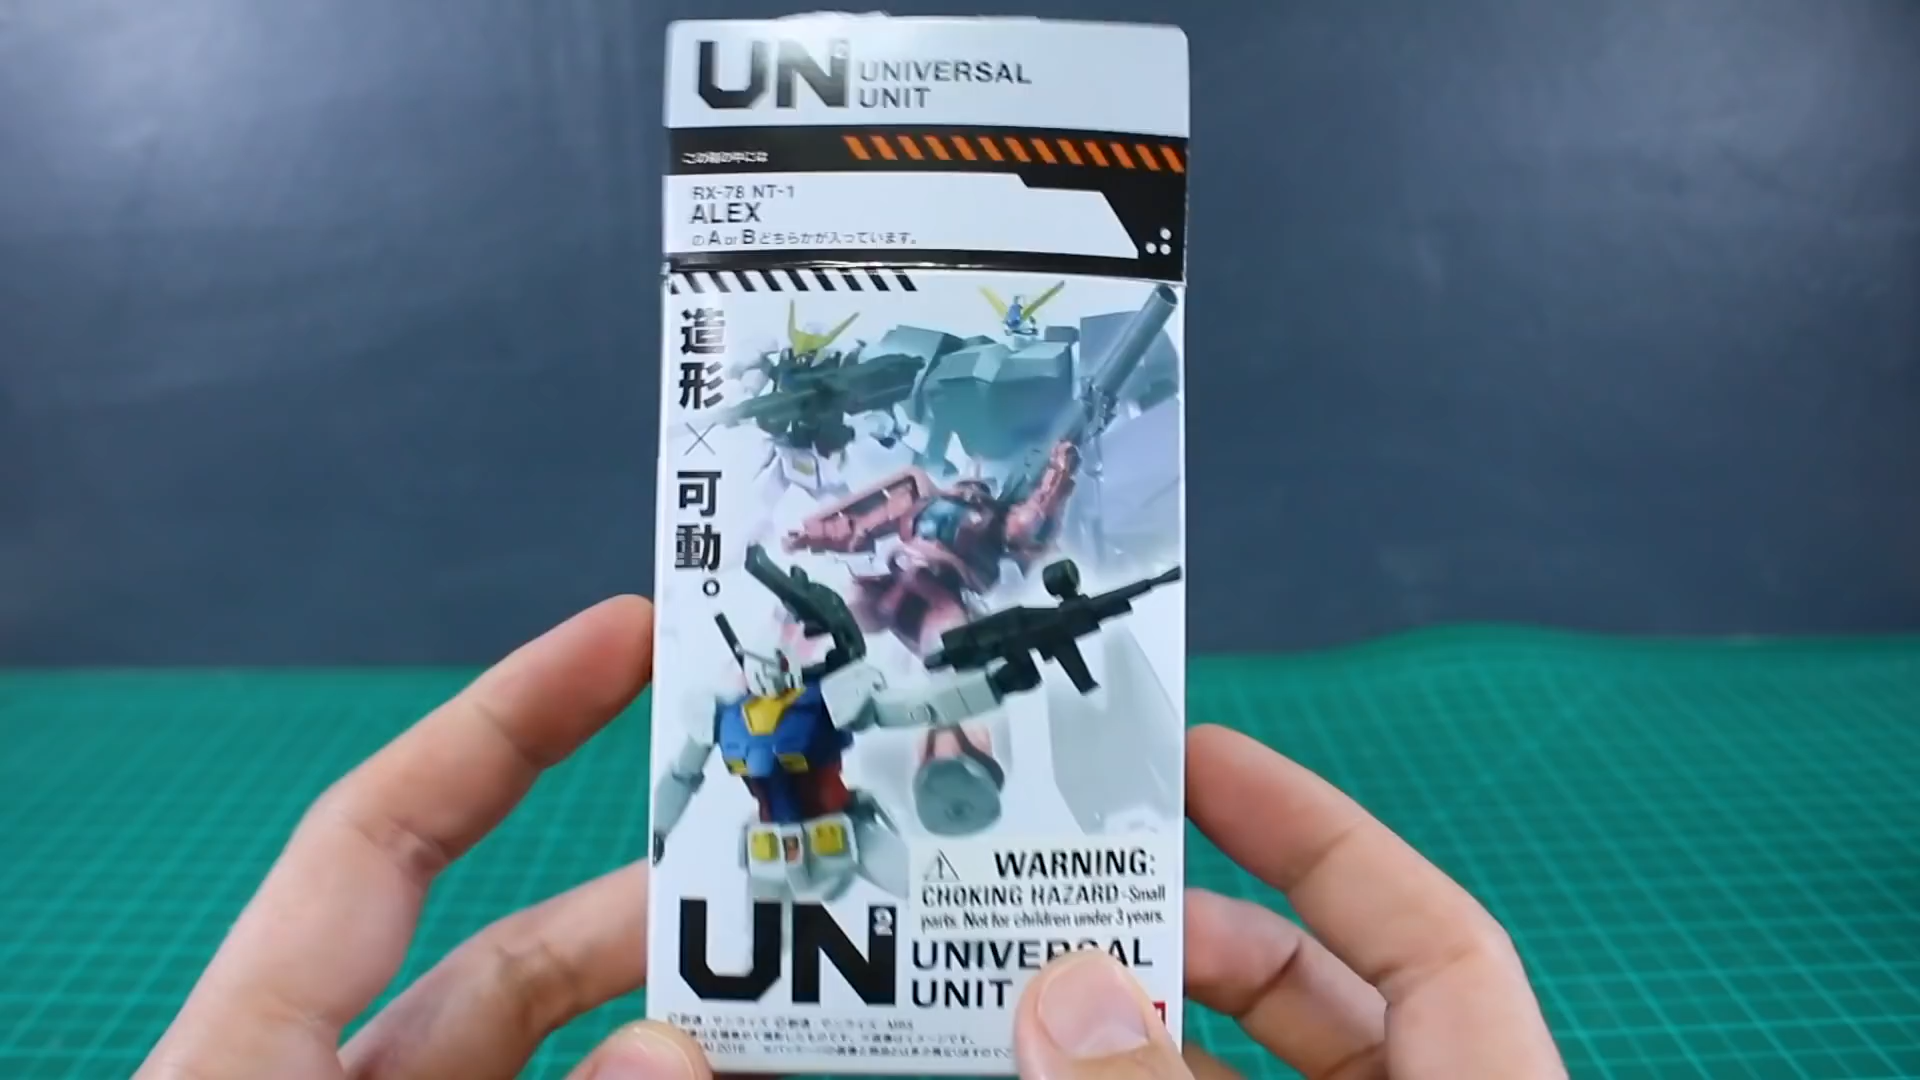 UN2 UNIVERSAL
UNIT
この箱の中には
RX-78 NT-1
ALEX
のA or Bどちらかが入っています。
造形×可動。
WARNING:
CHOKING HAZARD-Small
parts. Not for children under 3 years.
UN2 UNIVERSAL
UNIT